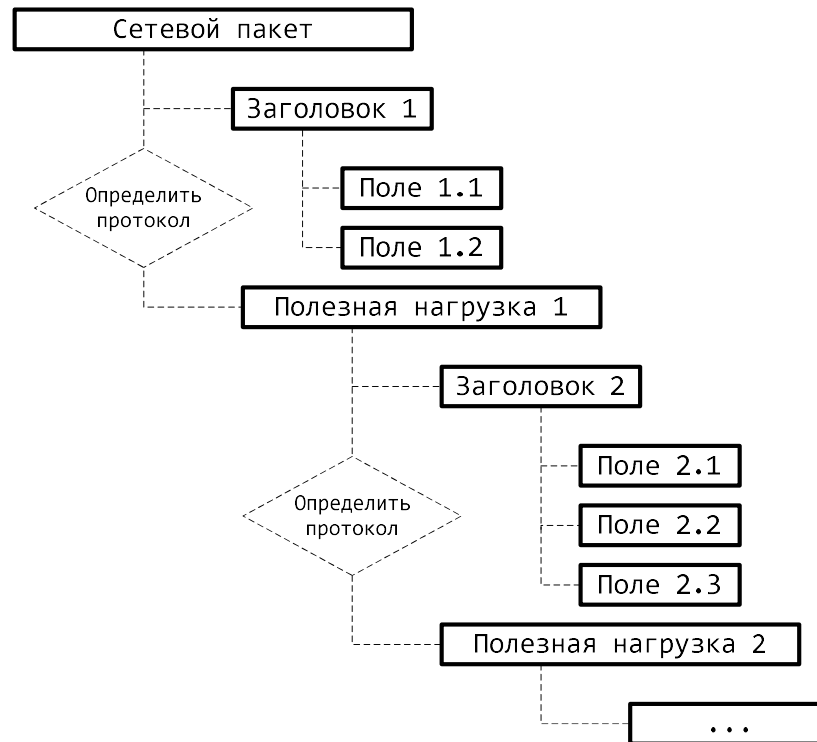 Сетевой пакет
Заголовок 1
Определить
протокол
Поле 1.1
Поле 1.2
Полезная нагрузка 1
Заголовок 2
Поле 2.1
Определить
протокол
Поле 2.2
Поле 2.3
Полезная нагрузка 2
...